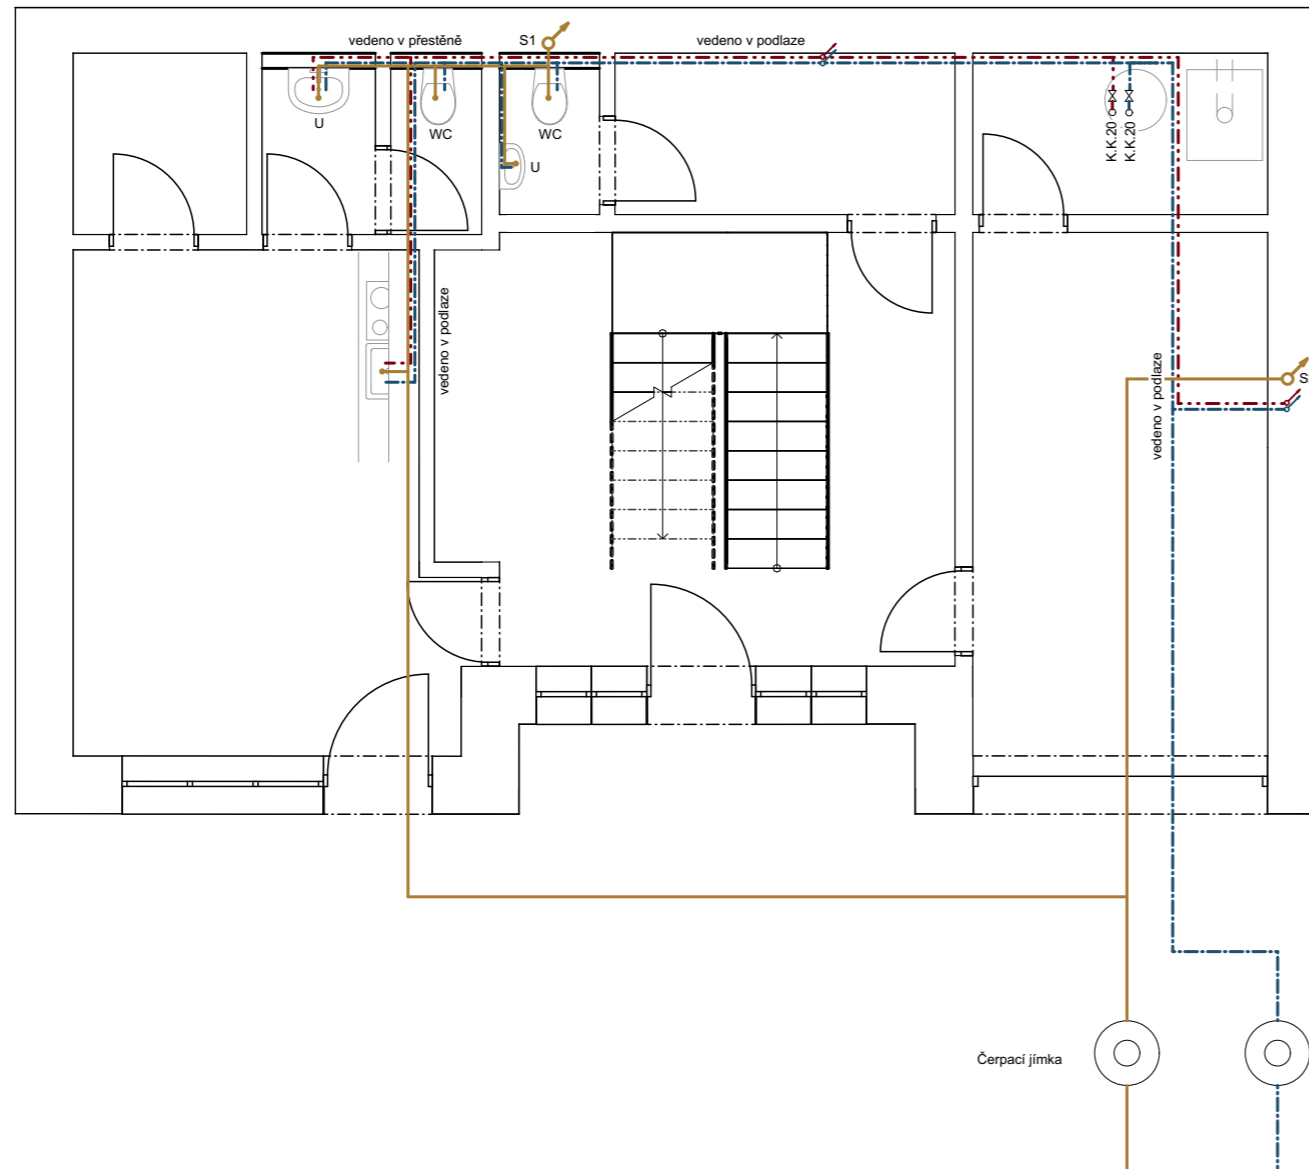 vedeno v přestěně
S1
vedeno v podlaze
U
WC
WC
U
K.K.20
K.K.20
vedeno v podlaze
vedeno v podlaze
S
Čerpací jímka